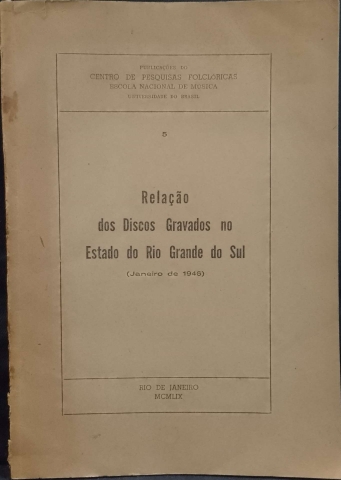 PUBLICAÇÕES DO
CENTRO DE PESQUISAS FOLCLÓRICAS
ESCOLA NACIONAL DE MÚSICA
UNIVERSIDADE DO BRASIL
5
Relação
dos Discos Gravados no
Estado do Rio Grande do Sul
(Janeiro de 1946)
RIO DE JANEIRO
MCMLIX